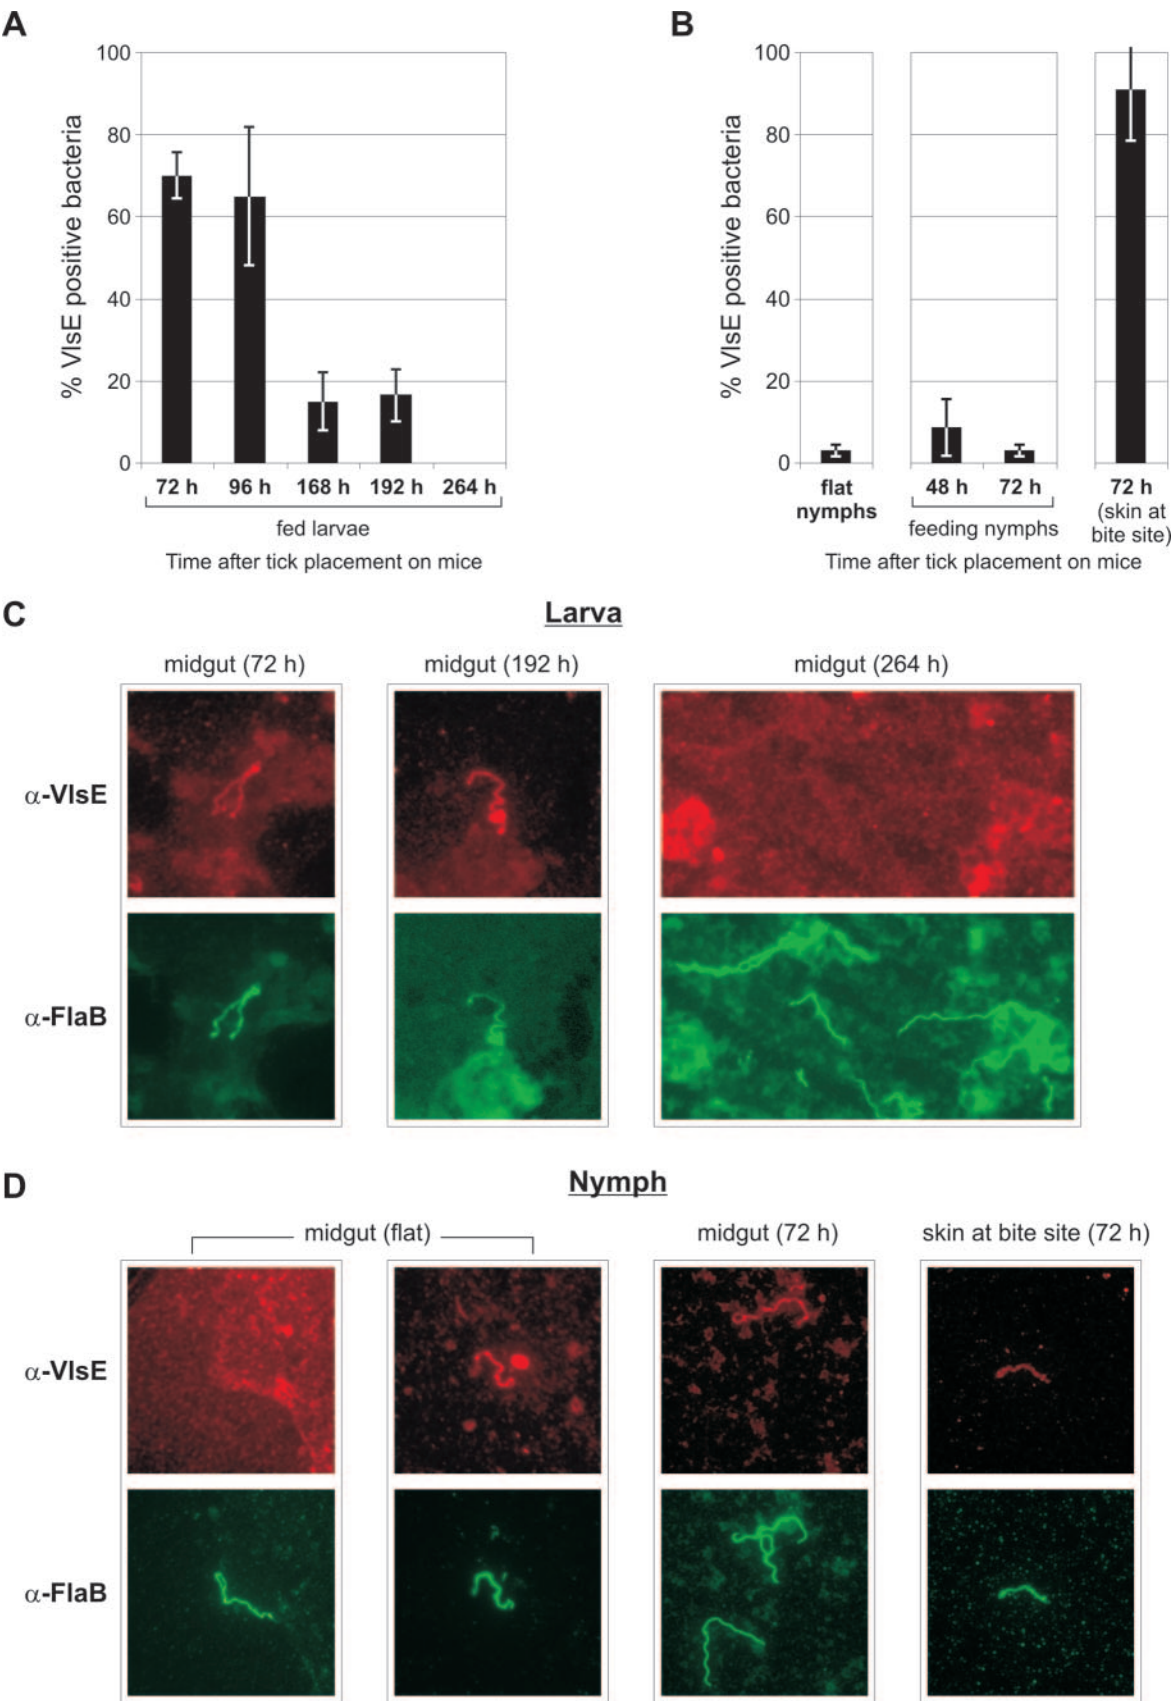 A
% VlsE positive bacteria
100
80
60
40
20
0
72 h 96 h 168 h 192 h 264 h
fed larvae
Time after tick placement on mice
B
% VlsE positive bacteria
100
80
60
40
20
0
flat
nymphs
48 h 72 h
feeding nymphs
72 h
(skin at
bite site)
Time after tick placement on mice
C
Larva
midgut (72 h) midgut (192 h) midgut (264 h)
α-VlsE
α-FlaB
D
Nymph
midgut (flat) midgut (72 h) skin at bite site (72 h)
α-VlsE
α-FlaB